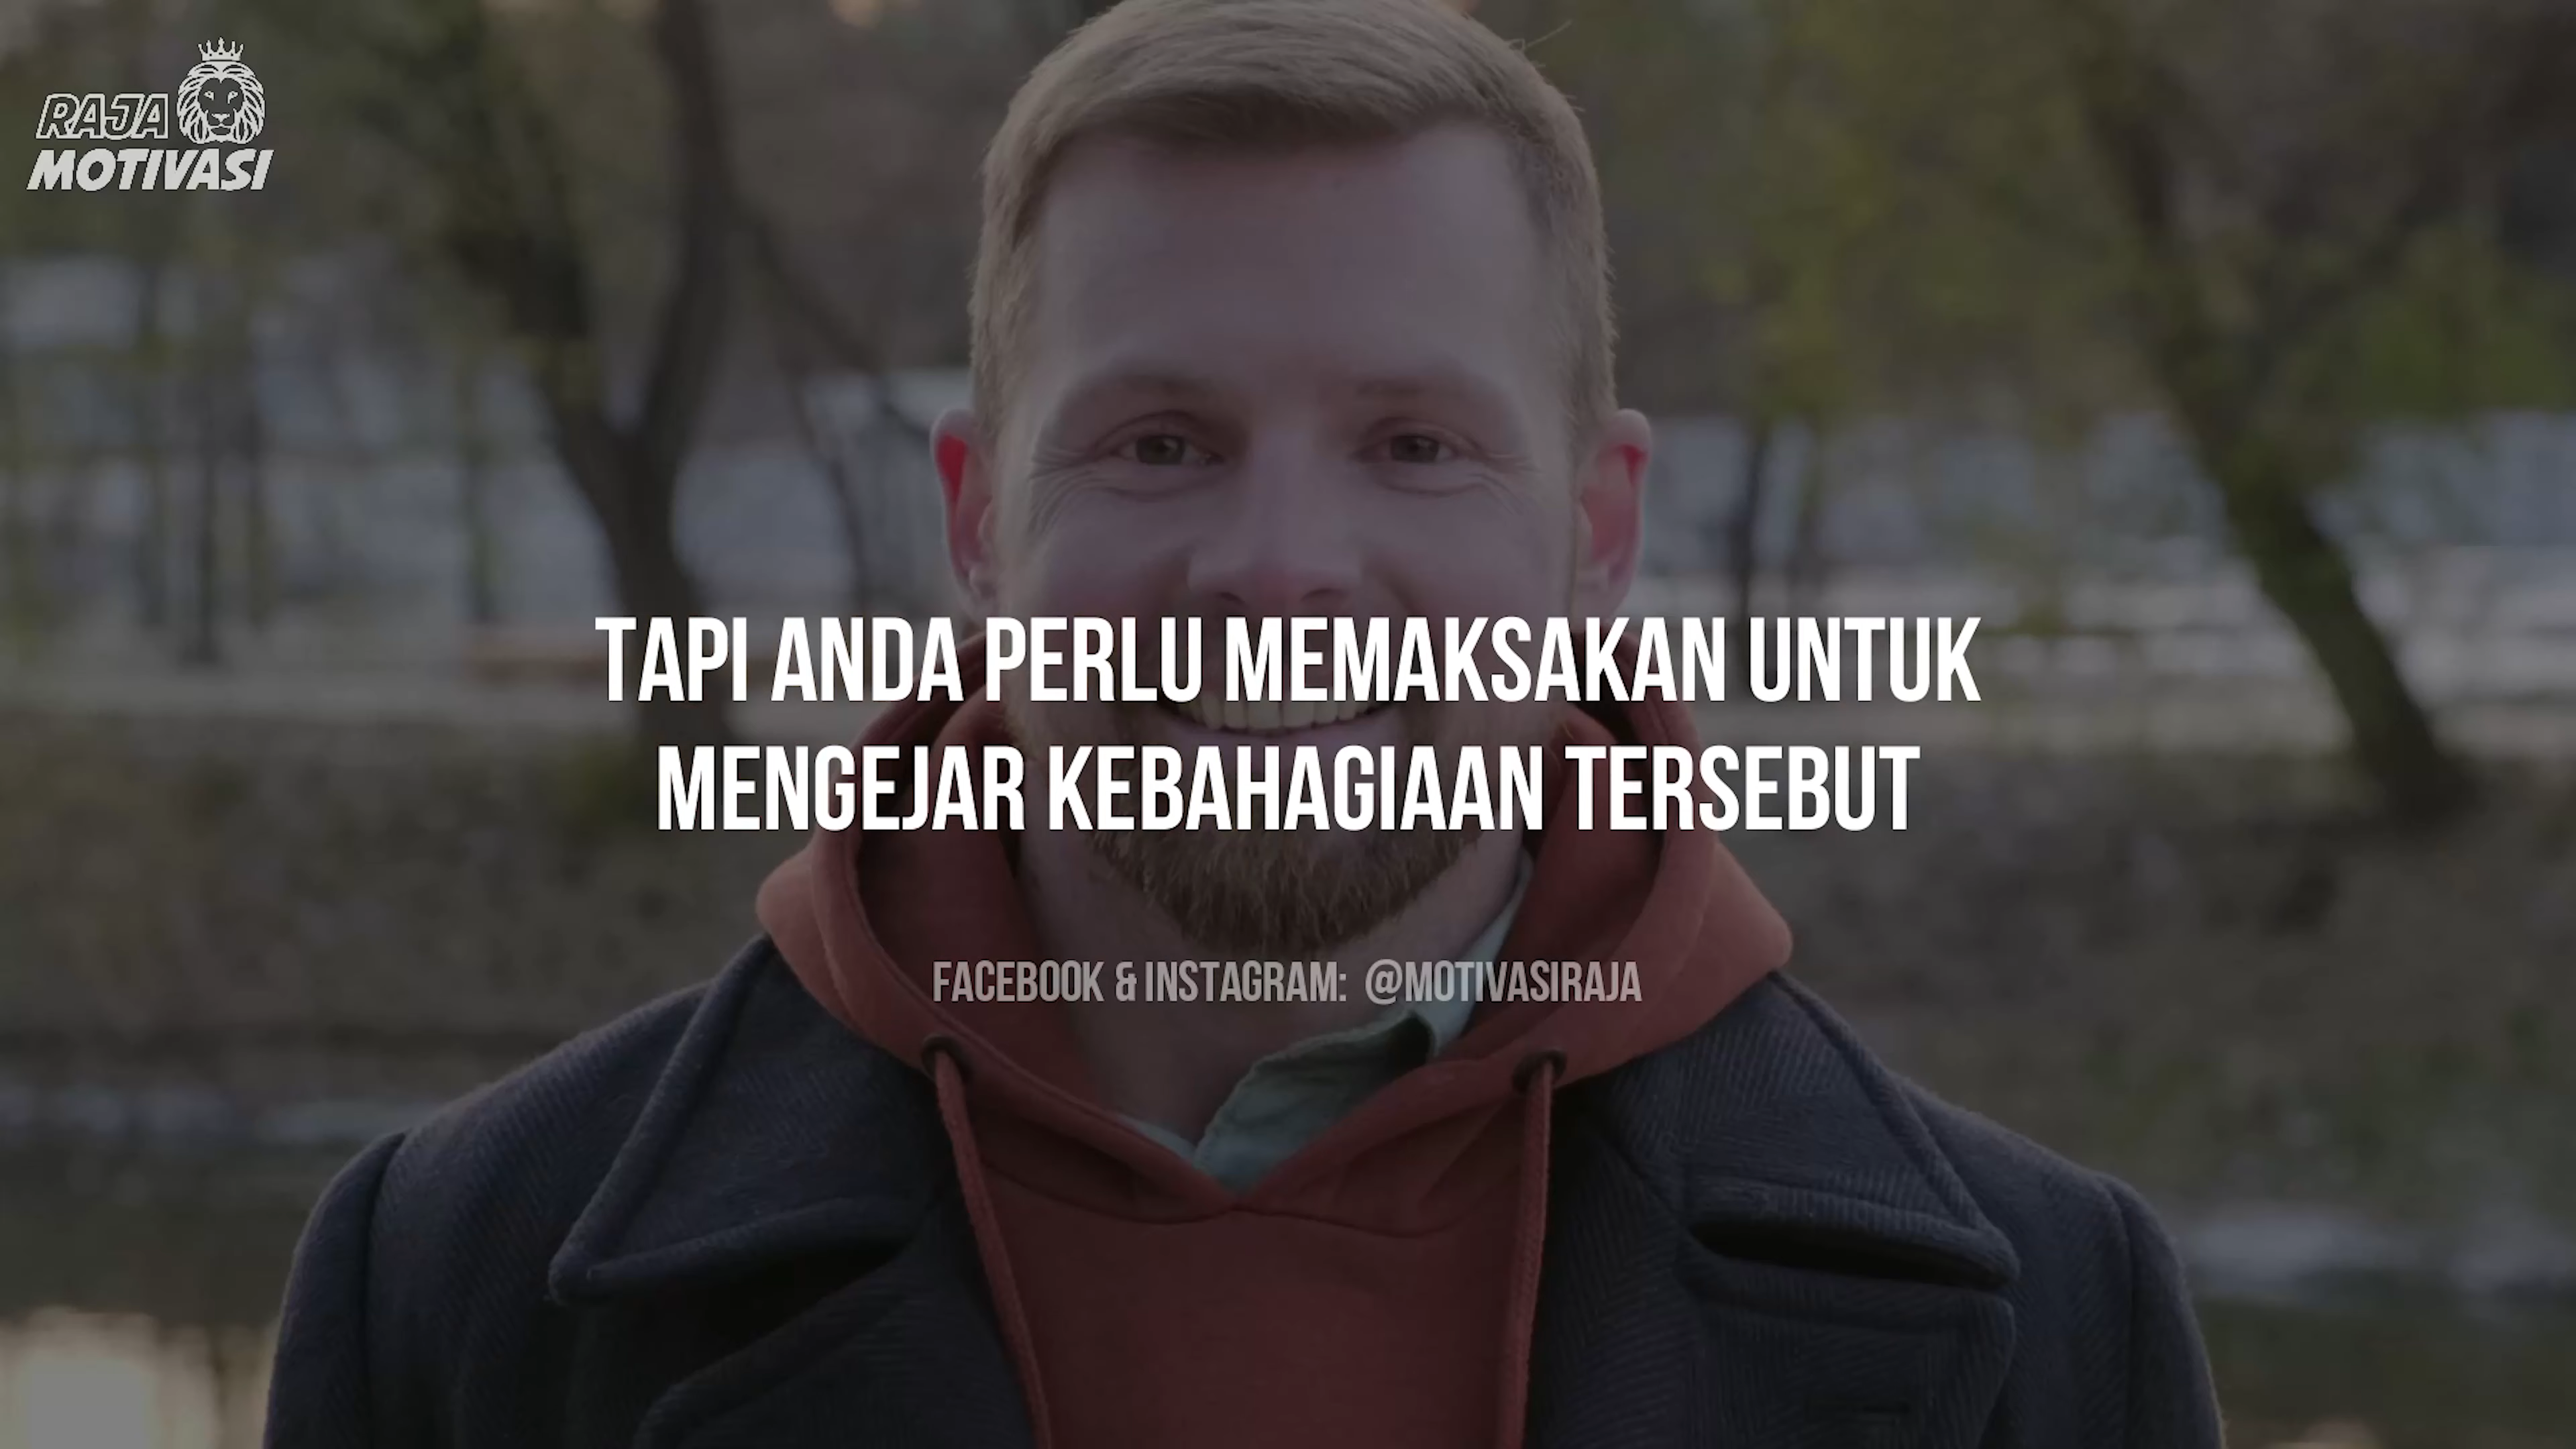 RAJA
MOTIVASI
TAPI ANDA PERLU MEMAKSAKAN UNTUK
MENGEJAR KEBAHAGIAAN TERSEBUT
FACEBOOK & INSTAGRAM: @MOTIVASIRAJA